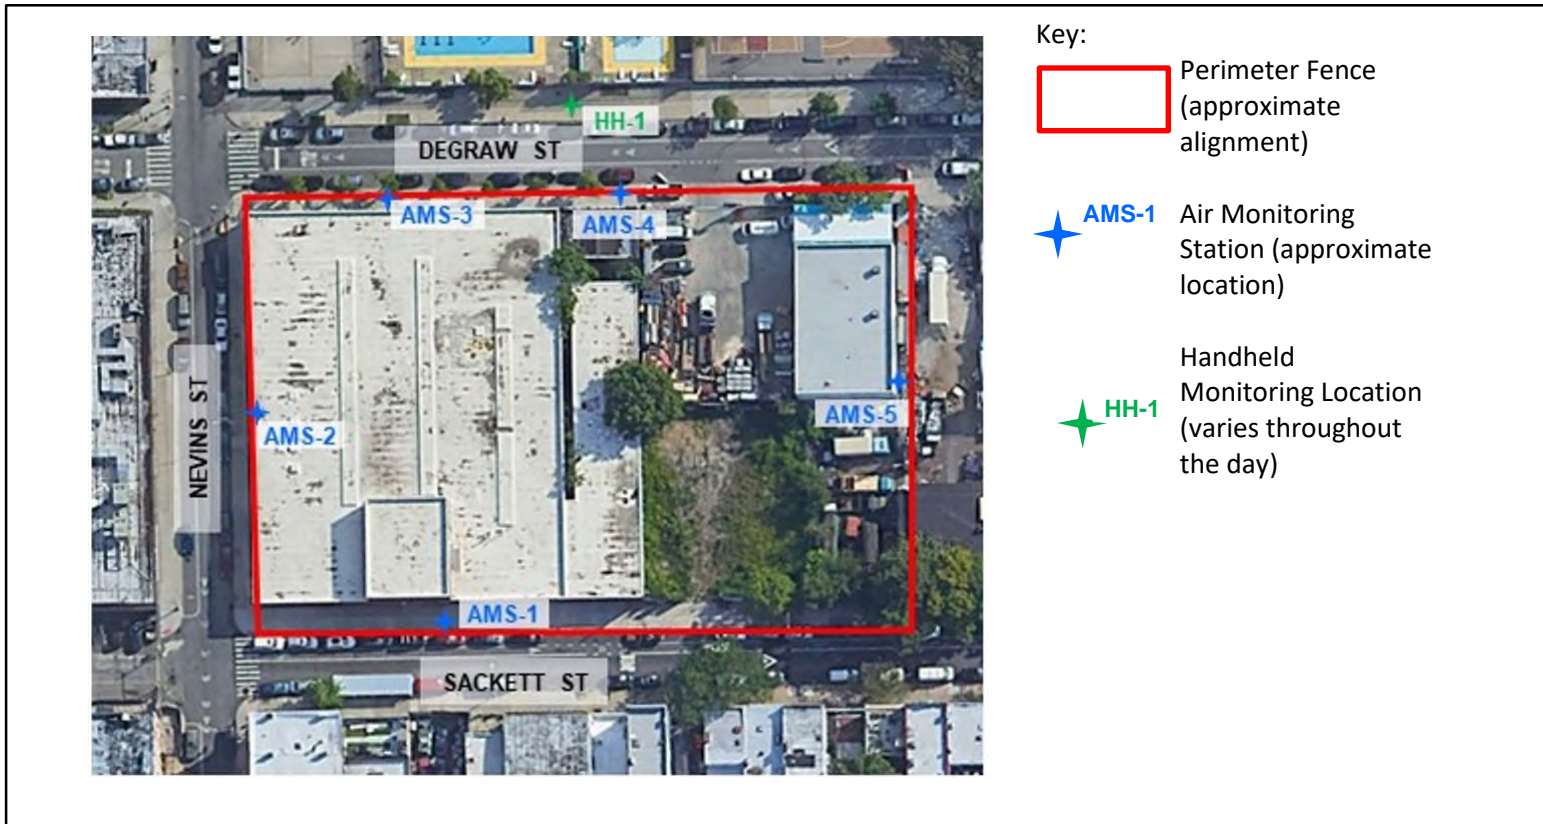 HH-1
DEGRAW ST
AMS-3
AMS-4
AMS-2
AMS-5
NEVINS ST
AMS-1
SACKETT ST
Key:
Perimeter Fence
(approximate
alignment)
AMS-1
Air Monitoring
Station (approximate
location)
HH-1
Handheld
Monitoring Location
(varies throughout
the day)